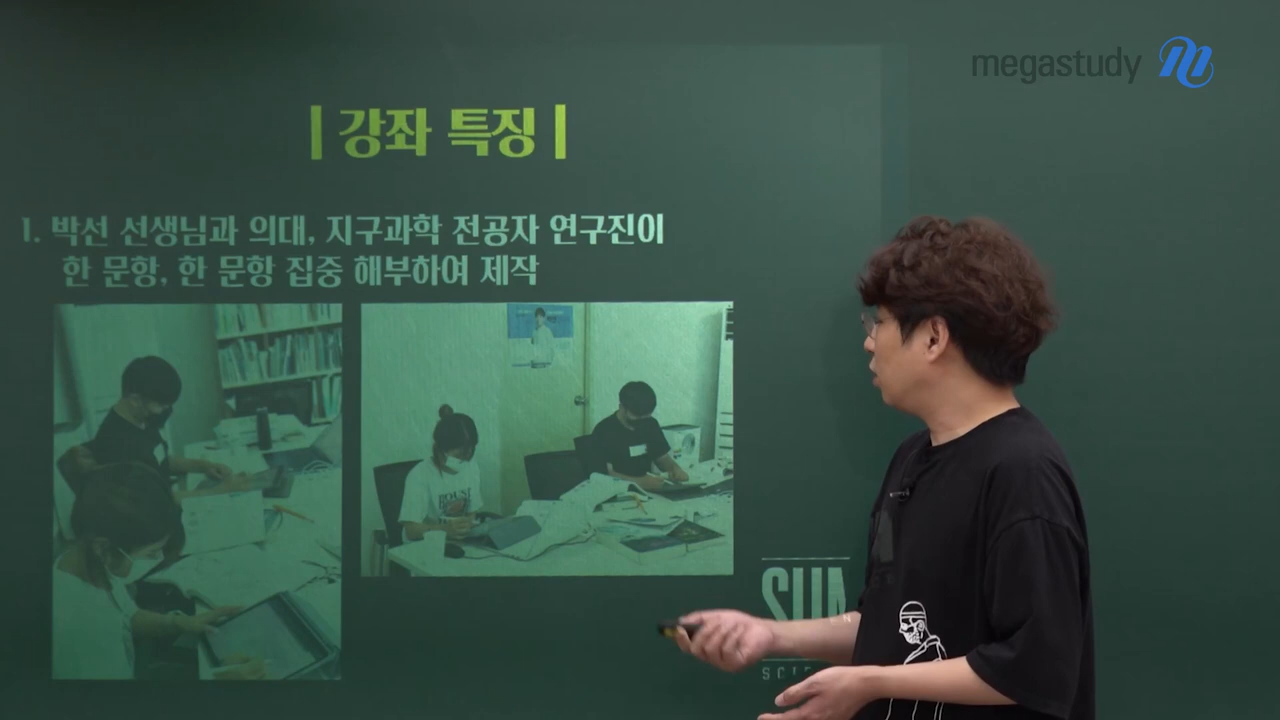 megastudy
| 강좌 특징 |
1. 박선 선생님과 의대, 지구과학 전공자 연구진이
한 문항, 한 문항 집중 해부하여 제작
SUN